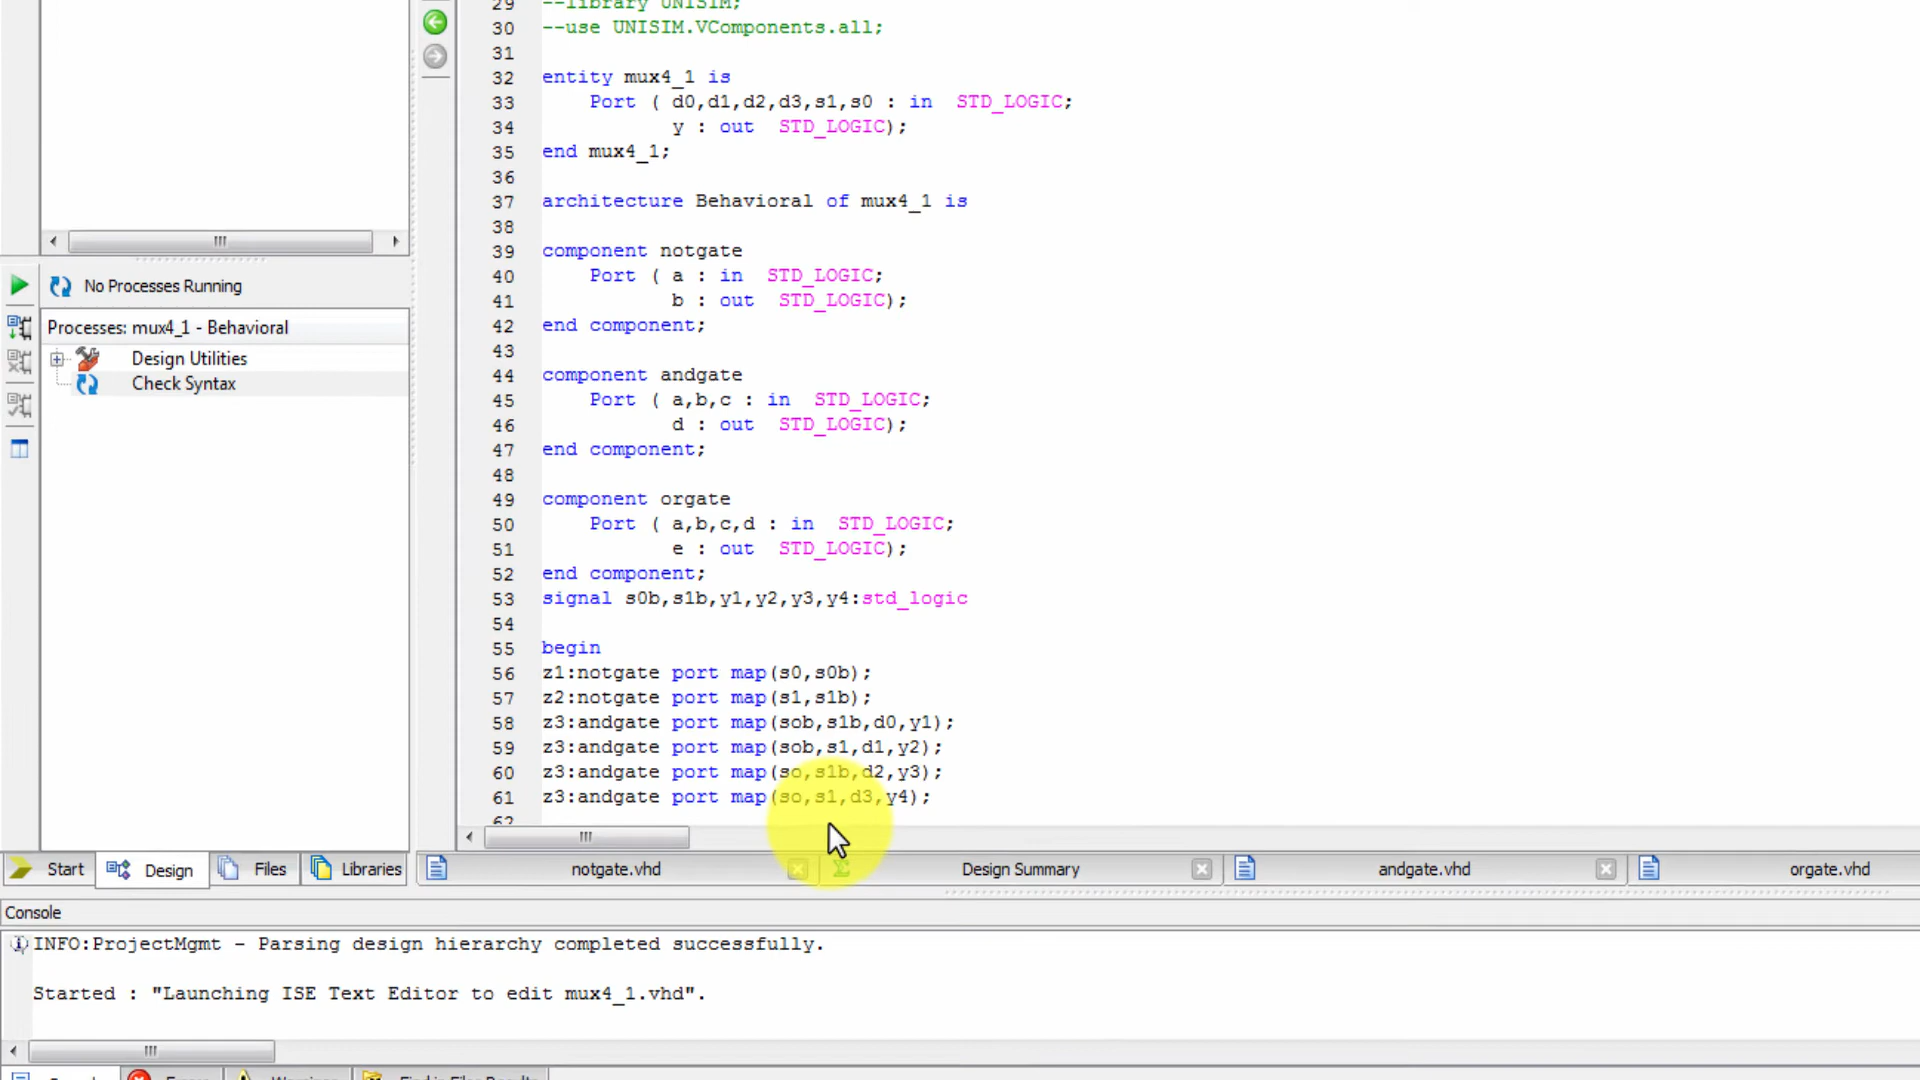 29 --library UNISIM;
30 --use UNISIM.VComponents.all;
31
32 entity mux4_1 is
33 Port ( d0,d1,d2,d3,s1,s0 : in STD_LOGIC;
34 y : out STD_LOGIC);
35 end mux4_1;
36
37 architecture Behavioral of mux4_1 is
38
39 component notgate
40 Port ( a : in STD_LOGIC;
41 b : out STD_LOGIC);
42 end component;
43
44 component andgate
45 Port ( a,b,c : in STD_LOGIC;
46 d : out STD_LOGIC);
47 end component;
48
49 component orgate
50 Port ( a,b,c,d : in STD_LOGIC;
51 e : out STD_LOGIC);
52 end component;
53 signal s0b,s1b,y1,y2,y3,y4:std_logic
54
55 begin
56 z1:notgate port map(s0,s0b);
57 z2:notgate port map(s1,s1b);
58 z3:andgate port map(sob,s1b,d0,y1);
59 z3:andgate port map(sob,s1,d1,y2);
60 z3:andgate port map(so,s1b,d2,y3);
61 z3:andgate port map(so,s1,d3,y4);
62
No Processes Running
Processes: mux4_1 - Behavioral
Design Utilities
Check Syntax
Start Design Files Libraries
notgate.vhd Design Summary andgate.vhd orgate.vhd
Console
INFO:ProjectMgmt - Parsing design hierarchy completed successfully.
Started : "Launching ISE Text Editor to edit mux4_1.vhd".
Find in Files Results